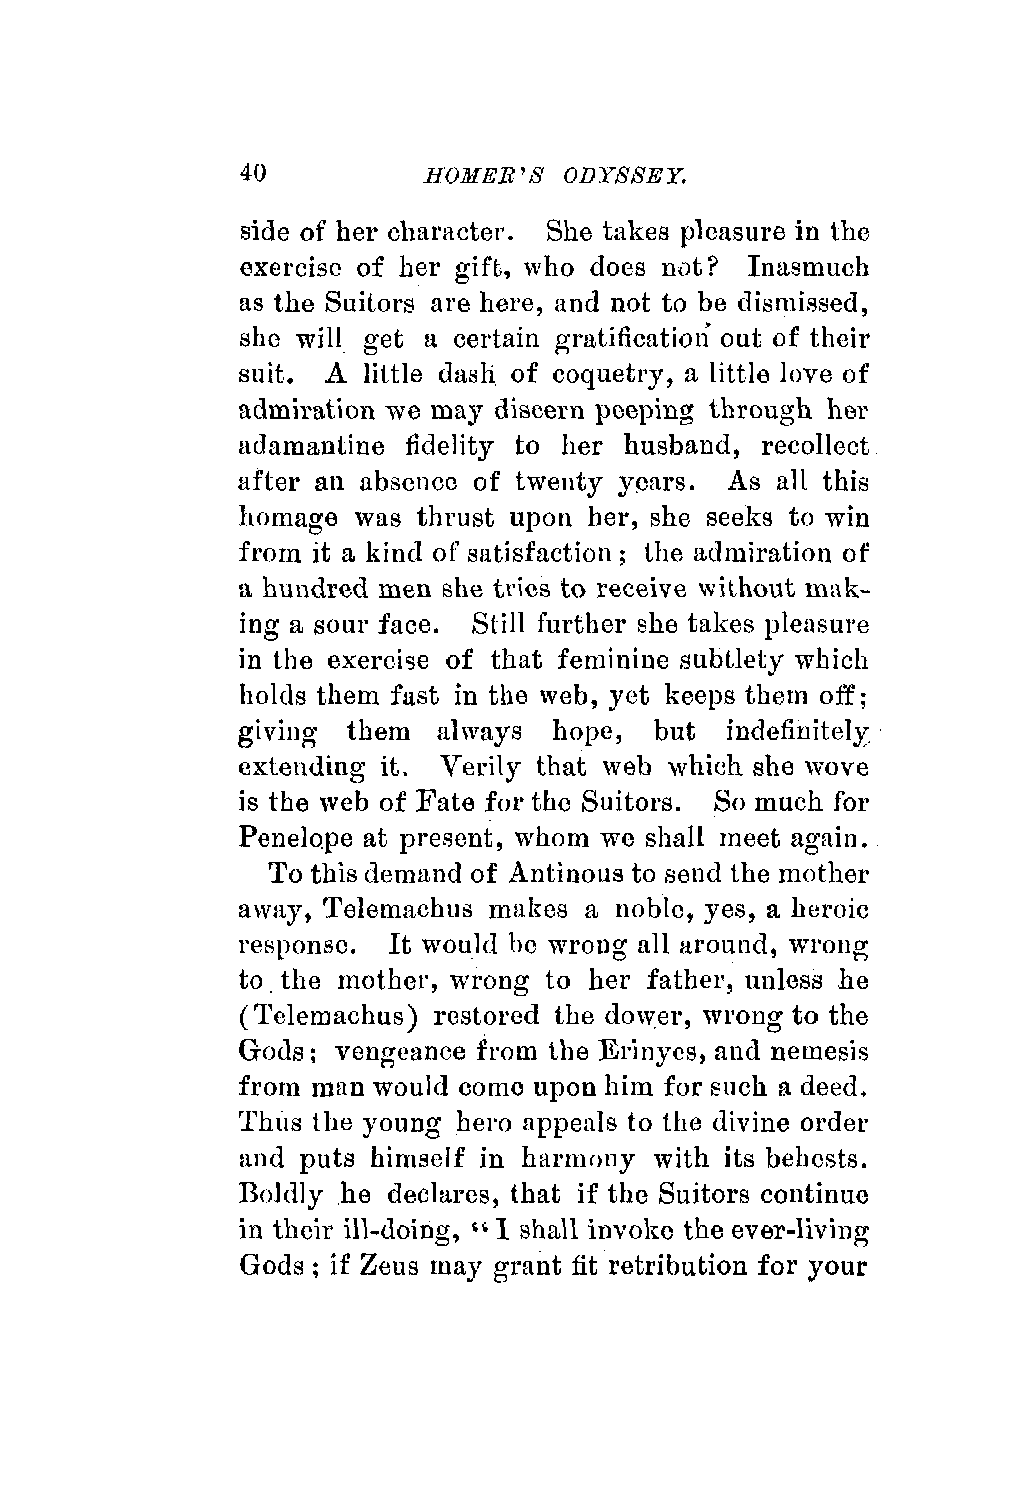 40 HOMER'S ODYSSEY.
side of her character. She takes pleasure in the
exercise of her gift, who does not? Inasmuch
as the Suitors are here, and not to be dismissed,
she will get a certain gratification out of their
suit. A little dash of coquetry, a little love of
admiration we may discern peeping through her
adamantine fidelity to her husband, recollect
after an absence of twenty years. As all this
homage was thrust upon her, she seeks to win
from it a kind of satisfaction; the admiration of
a hundred men she tries to receive without mak-
ing a sour face. Still further she takes pleasure
in the exercise of that feminine subtlety which
holds them fast in the web, yet keeps them off;
giving them always hope, but indefinitely
extending it. Verily that web which she wove
is the web of Fate for the Suitors. So much for
Penelope at present, whom we shall meet again.
To this demand of Antinous to send the mother
away, Telemachus makes a noble, yes, a heroic
response. It would be wrong all around, wrong
to the mother, wrong to her father, unless he
(Telemachus) restored the dower, wrong to the
Gods; vengeance from the Erinyes, and nemesis
from man would come upon him for such a deed.
Thus the young hero appeals to the divine order
and puts himself in harmony with its behests.
Boldly he declares, that if the Suitors continue
in their ill-doing, “I shall invoke the ever-living
Gods; if Zeus may grant fit retribution for your